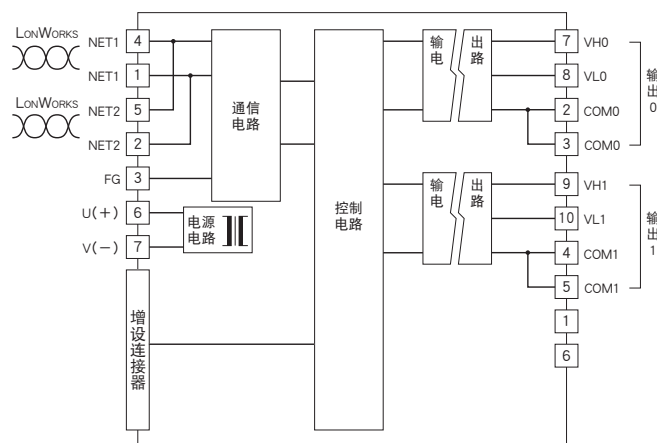 LONWORKS
NET1 4
NET1 1
LONWORKS
NET2 5
NET2 2
FG 3
U(+) 6
V(−) 7
通信
电路
电源
电路
增设连接器
控制
电路
输出
电路
7 VH0
8 VL0
2 COM0
3 COM0
输出0
输出
电路
9 VH1
10 VL1
4 COM1
5 COM1
输出1
1
6